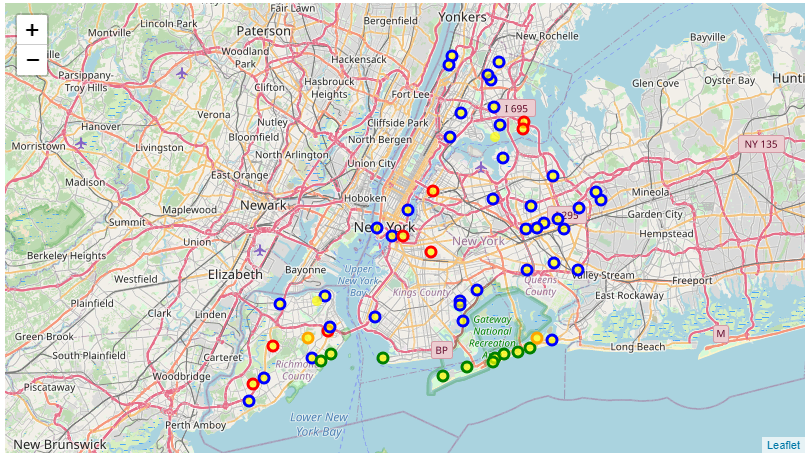 Fair Lawn
Yonkers
Lincoln Park
Bergenfield
Montville
Paterson
New Rochelle
Bayville
Woodland
Park
Hackensack
Parsippany-
Troy Hills
Clifton
Hasbrouck
Heights
Fort Lee
Glen Cove
Oyster Bay
Hunti
Verona
I 695
Hanover
Nutley
Cliffside Park
Bloomfield
North Bergen
Morristown
Livingston
North Arlington
NY 135
Union City
East Orange
Madison
Mineola
Newark
Hoboken
Maplewood
Garden City
Summit
New York
295
Hempstead
Union
New York
Berkeley Heights
Elizabeth
Bayonne
Upper
New York
Bay
Valley Stream
Westfield
Queens
County
Freeport
Plainfield
Kings County
East Rockaway
Clark
Linden
Gateway
National
Recreation
Green Brook
M
South Plainfield
Carteret
BP
Long Beach
Richmond
County
Woodbridge
Piscataway
Lower New
York Bay
Perth Amboy
New Brunswick
Leaflet
+
−